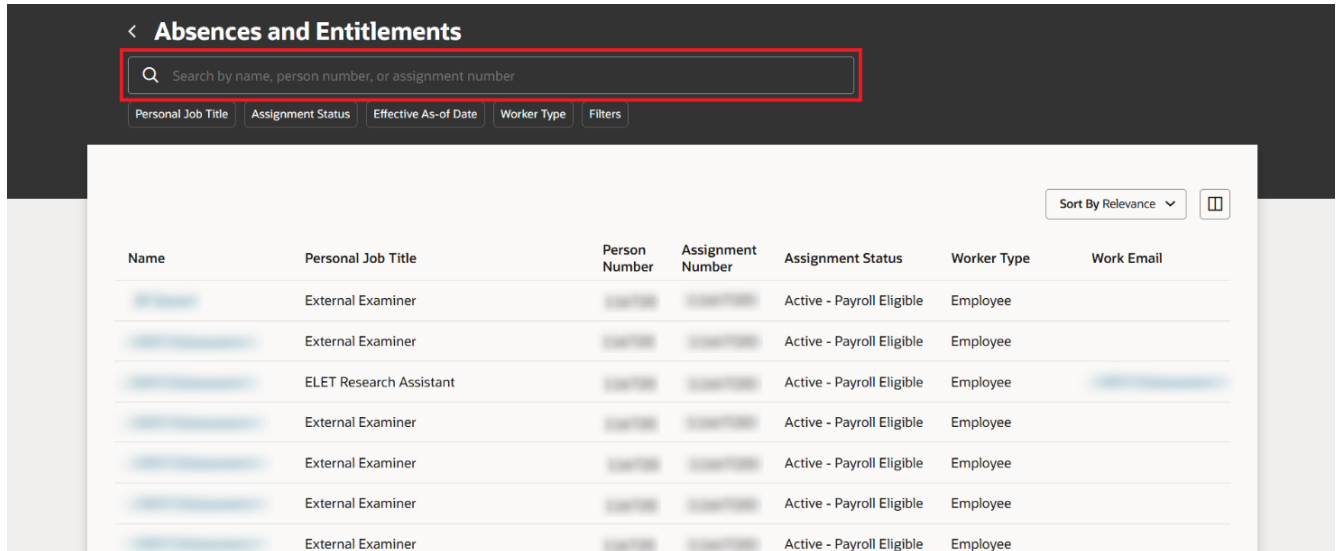 Absences and Entitlements
Search by name, person number, or assignment number
Personal Job Title Assignment Status Effective As-of Date Worker Type Filters
Sort By Relevance
Name Personal Job Title Person Number Assignment Number Assignment Status Worker Type Work Email
External Examiner Active - Payroll Eligible Employee
External Examiner Active - Payroll Eligible Employee
ELET Research Assistant Active - Payroll Eligible Employee
External Examiner Active - Payroll Eligible Employee
External Examiner Active - Payroll Eligible Employee
External Examiner Active - Payroll Eligible Employee
External Examiner Active - Payroll Eligible Employee